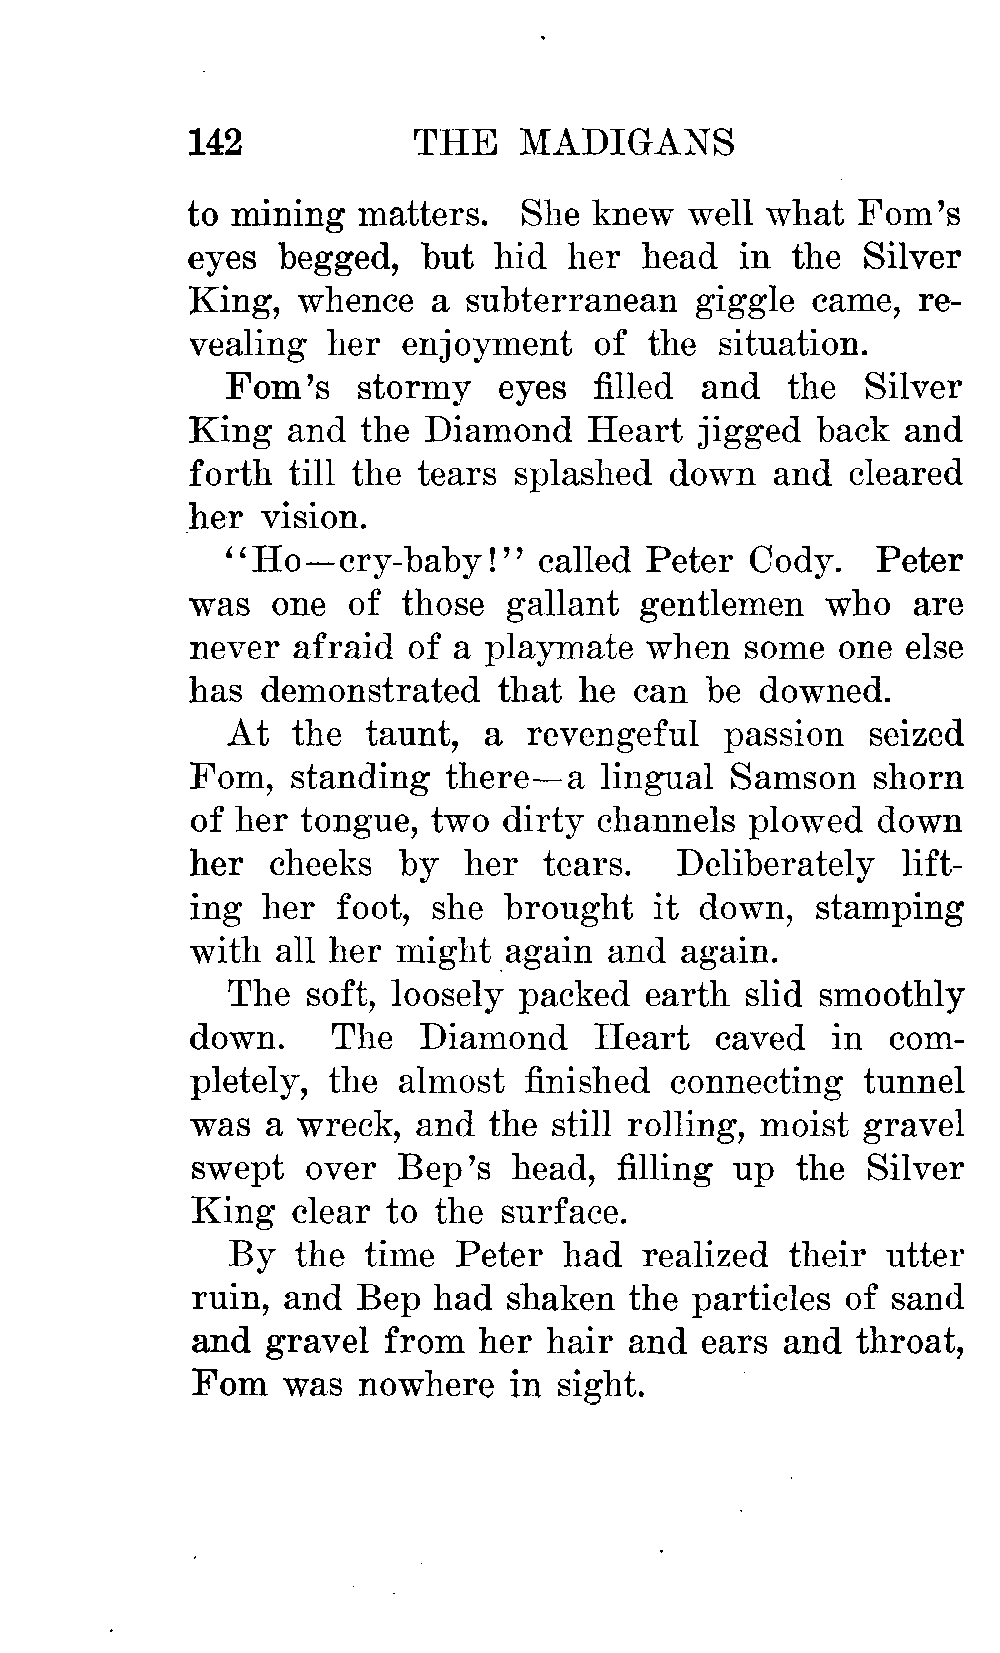 142 THE MADIGANS
to mining matters. She knew well what Fom's
eyes begged, but hid her head in the Silver
King, whence a subterranean giggle came, re-
vealing her enjoyment of the situation.
Fom's stormy eyes filled and the Silver
King and the Diamond Heart jigged back and
forth till the tears splashed down and cleared
her vision.
"Ho—cry-baby!" called Peter Cody. Peter
was one of those gallant gentlemen who are
never afraid of a playmate when some one else
has demonstrated that he can be downed.
At the taunt, a revengeful passion seized
Fom, standing there—a lingual Samson shorn
of her tongue, two dirty channels plowed down
her cheeks by her tears. Deliberately lift-
ing her foot, she brought it down, stamping
with all her might again and again.
The soft, loosely packed earth slid smoothly
down. The Diamond Heart caved in com-
pletely, the almost finished connecting tunnel
was a wreck, and the still rolling, moist gravel
swept over Bep's head, filling up the Silver
King clear to the surface.
By the time Peter had realized their utter
ruin, and Bep had shaken the particles of sand
and gravel from her hair and ears and throat,
Fom was nowhere in sight.